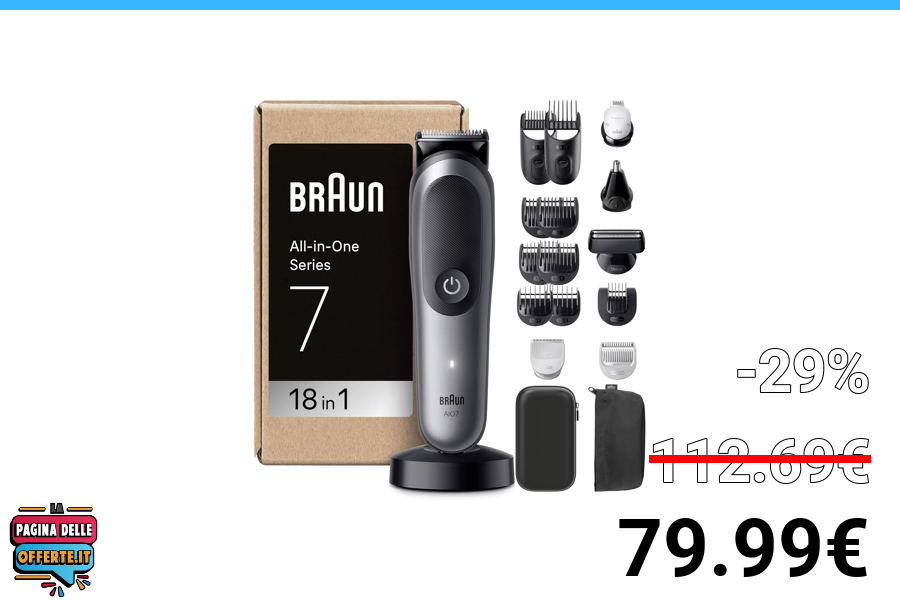 BRAUN
All-in-One
Series
7
18 in 1
BRAUN
AIO7
-29%
112.69€
79.99€
LA
PAGINA DELLE
OFFERTE.IT